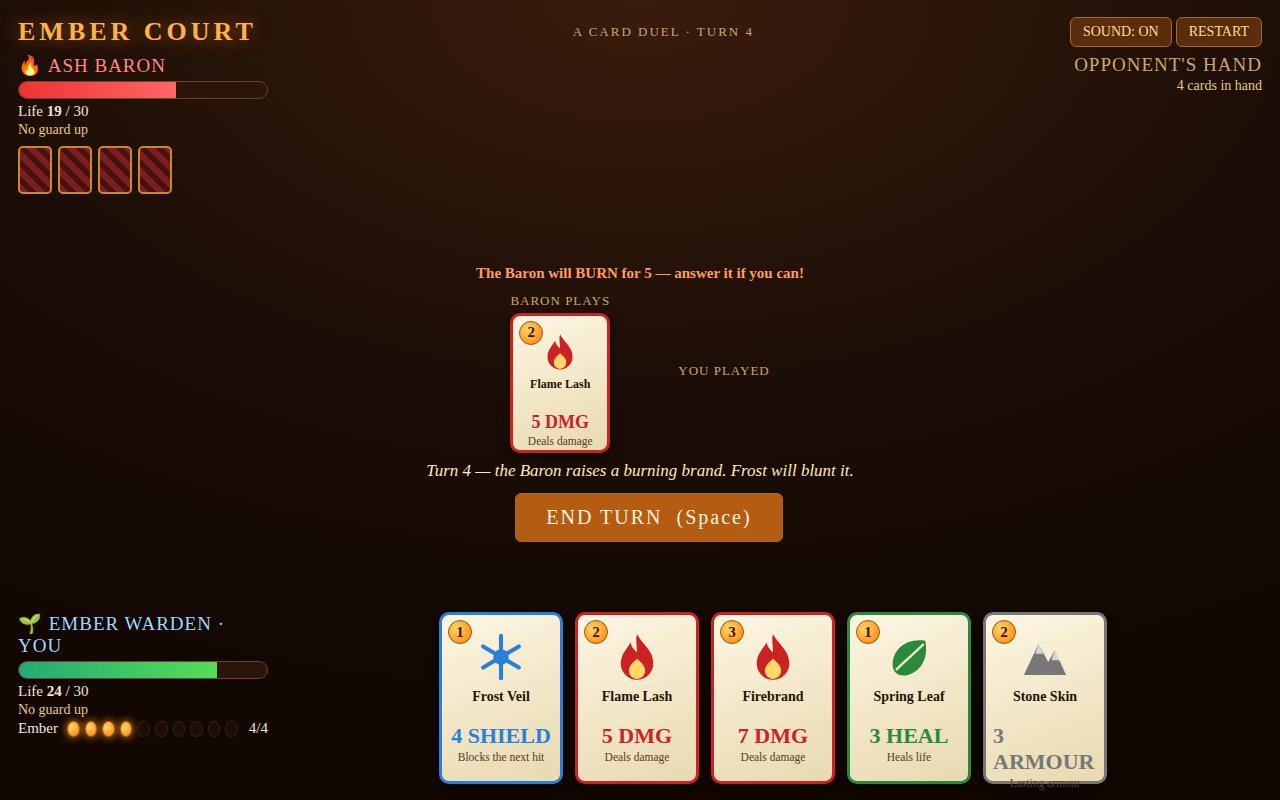 EMBER COURT
A CARD DUEL · TURN 4
SOUND: ON
RESTART
🔥 ASH BARON
Life 19 / 30
No guard up
OPPONENT'S HAND
4 cards in hand
The Baron will BURN for 5 — answer it if you can!
BARON PLAYS
2
Flame Lash
5 DMG
Deals damage
YOU PLAYED
Turn 4 — the Baron raises a burning brand. Frost will blunt it.
END TURN (Space)
🌱 EMBER WARDEN ·
YOU
Life 24 / 30
No guard up
Ember 4/4
1
Frost Veil
4 SHIELD
Blocks the next hit
2
Flame Lash
5 DMG
Deals damage
3
Firebrand
7 DMG
Deals damage
1
Spring Leaf
3 HEAL
Heals life
2
Stone Skin
3
ARMOUR
Lasting armour